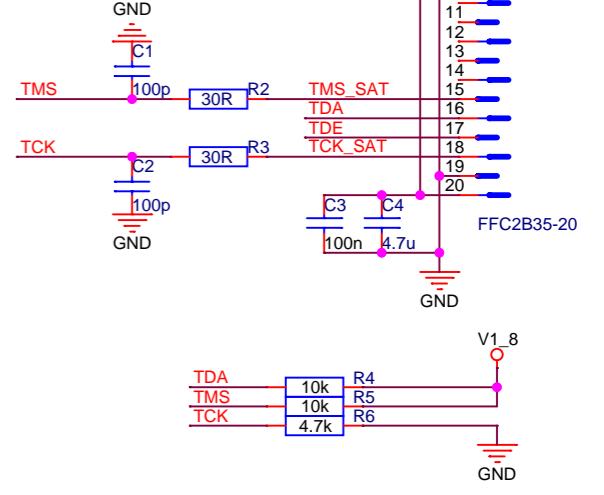 GND
11
C1
12
13
14
TMS
100p
30R
R2
TMS_SAT
15
TDA
16
TDE
17
TCK
30R
R3
TCK_SAT
18
C2
19
100p
20
C3
C4
FFC2B35-20
GND
100n
4.7u
GND
V1_8
TDA
10k
R4
TMS
10k
R5
TCK
4.7k
R6
GND